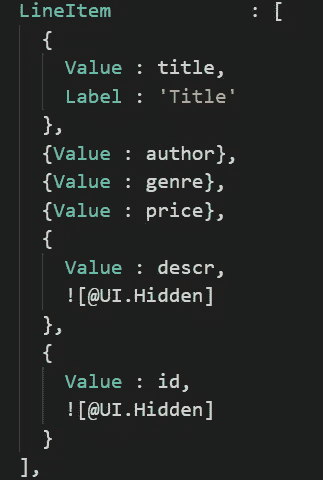 LineItem : [
{
Value : title,
Label : 'Title'
},
{Value : author},
{Value : genre},
{Value : price},
{
Value : descr,
![@UI.Hidden]
},
{
Value : id,
![@UI.Hidden]
}
],